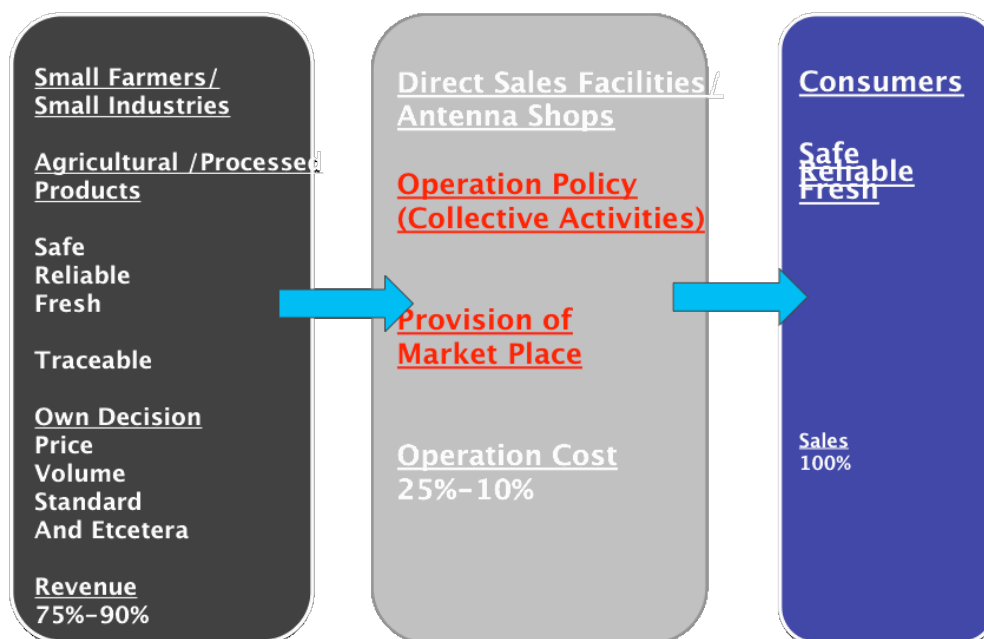 Small Farmers/
Small Industries
Agricultural /Processed
Products
Safe
Reliable
Fresh
Traceable
Own Decision
Price
Volume
Standard
And Etcetera
Revenue
75%-90%
Direct Sales Facilities/
Antenna Shops
Operation Policy
(Collective Activities)
Provision of
Market Place
Operation Cost
25%-10%
Consumers
Safe
Reliable
Fresh
Sales
100%